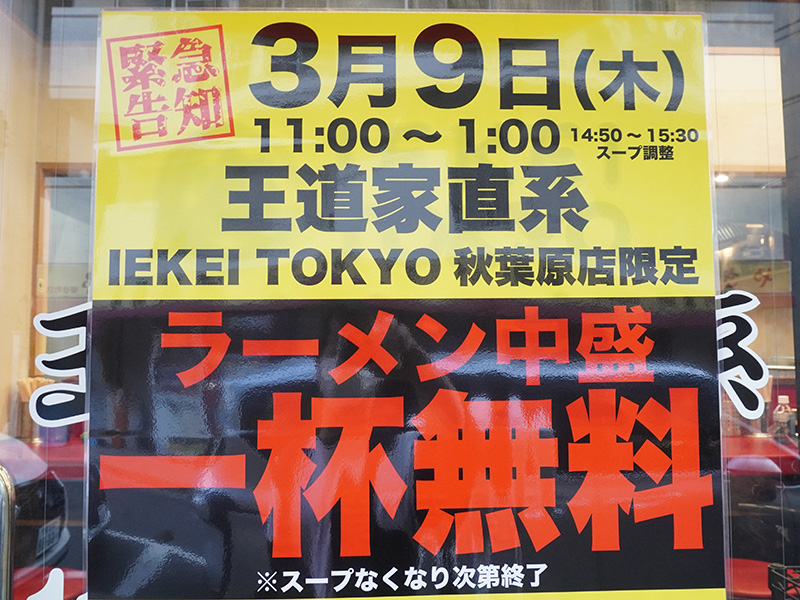 緊急告知
3月9日(木)
11:00～1:00 14:50～15:30
スープ調整
王道家直系
IEKEI TOKYO 秋葉原店限定
ラーメン中盛
一杯無料
※スープなくなり次第終了